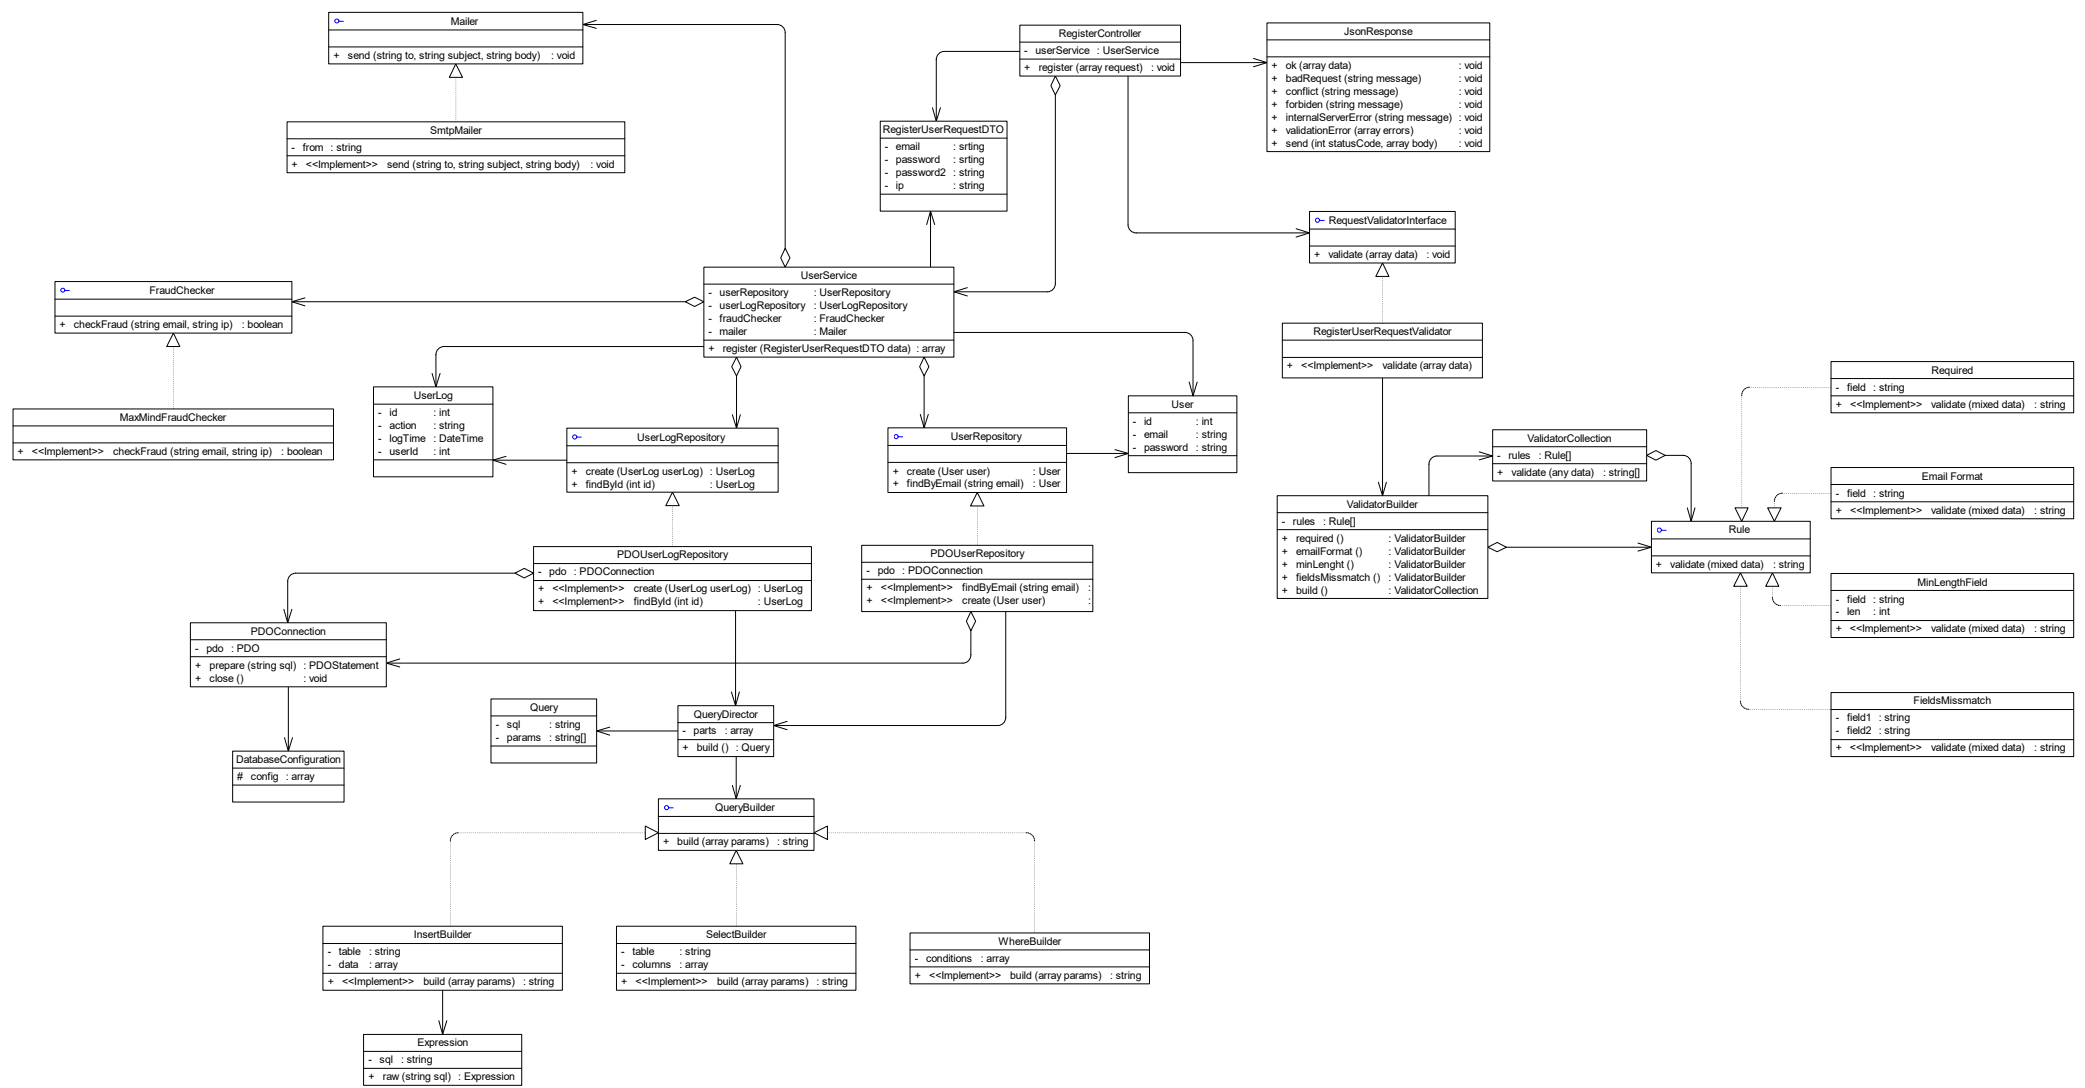 Mailer
+ send (string to, string subject, string body) : void
SmtpMailer
- from : string
+ <<Implement>> send (string to, string subject, string body) : void
RegisterController
- userService : UserService
+ register (array request) : void
JsonResponse
+ ok (array data) : void
+ badRequest (string message) : void
+ conflict (string message) : void
+ forbiden (string message) : void
+ internalServerError (string message) : void
+ validationError (array errors) : void
+ send (int statusCode, array body) : void
RegisterUserRequestDTO
- email : srting
- password : srting
- password2 : string
- ip : string
RequestValidatorInterface
+ validate (array data) : void
FraudChecker
+ checkFraud (string email, string ip) : boolean
UserService
- userRepository : UserRepository
- userLogRepository : UserLogRepository
- fraudChecker : FraudChecker
- mailer : Mailer
+ register (RegisterUserRequestDTO data) : array
RegisterUserRequestValidator
+ <<Implement>> validate (array data)
MaxMindFraudChecker
+ <<Implement>> checkFraud (string email, string ip) : boolean
UserLog
- id : int
- action : string
- logTime : DateTime
- userId : int
UserLogRepository
+ create (UserLog userLog) : UserLog
+ findById (int id) : UserLog
UserRepository
+ create (User user) : User
+ findByEmail (string email) : User
User
- id : int
- email : string
- password : string
Required
- field : string
+ <<Implement>> validate (mixed data) : string
ValidatorCollection
- rules : Rule[]
+ validate (any data) : string[]
Email Format
- field : string
+ <<Implement>> validate (mixed data) : string
ValidatorBuilder
- rules : Rule[]
+ required () : ValidatorBuilder
+ emailFormat () : ValidatorBuilder
+ minLenght () : ValidatorBuilder
+ fieldsMissmatch () : ValidatorBuilder
+ build () : ValidatorCollection
Rule
+ validate (mixed data) : string
MinLengthField
- field : string
- len : int
+ <<Implement>> validate (mixed data) : string
FieldsMissmatch
- field1 : string
- field2 : string
+ <<Implement>> validate (mixed data) : string
PDOUserLogRepository
- pdo : PDOConnection
+ <<Implement>> create (UserLog userLog) : UserLog
+ <<Implement>> findById (int id) : UserLog
PDOUserRepository
- pdo : PDOConnection
+ <<Implement>> findByEmail (string email) :
+ <<Implement>> create (User user) :
PDOConnection
- pdo : PDO
+ prepare (string sql) : PDOStatement
+ close () : void
DatabaseConfiguration
# config : array
Query
- sql : string
- params : string[]
QueryDirector
- parts : array
+ build () : Query
QueryBuilder
+ build (array params) : string
InsertBuilder
- table : string
- data : array
+ <<Implement>> build (array params) : string
SelectBuilder
- table : string
- columns : array
+ <<Implement>> build (array params) : string
WhereBuilder
- conditions : array
+ <<Implement>> build (array params) : string
Expression
- sql : string
+ raw (string sql) : Expression